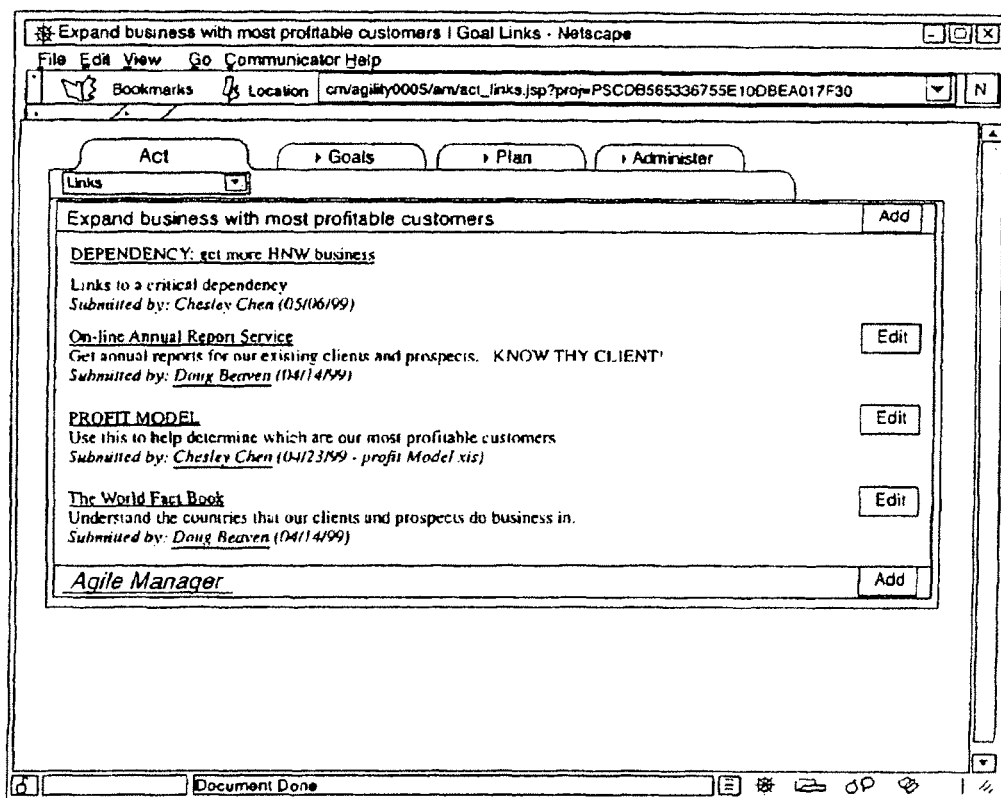 Expand business with most profitable customers | Goal Links - Netscape
File Edit View Go Communicator Help
Bookmarks Location cm/agility0005/am/act_links.jsp?proj=PSCDB565336755E10DBEA017F30 N
Act Goals Plan Administer
Links
Expand business with most profitable customers Add
DEPENDENCY: get more HNW business
Links to a critical dependency
Submitted by: Chesley Chen (05/06/99)
On-line Annual Report Service Edit
Get annual reports for our existing clients and prospects. KNOW THY CLIENT!
Submitted by: Doug Beaven (04/14/99)
PROFIT MODEL Edit
Use this to help determine which are our most profitable customers
Submitted by: Chesley Chen (04/23/99 - profit Model xis)
The World Fact Book Edit
Understand the countries that our clients and prospects do business in.
Submitted by: Doug Beaven (04/14/99)
Agile Manager Add
Document Done